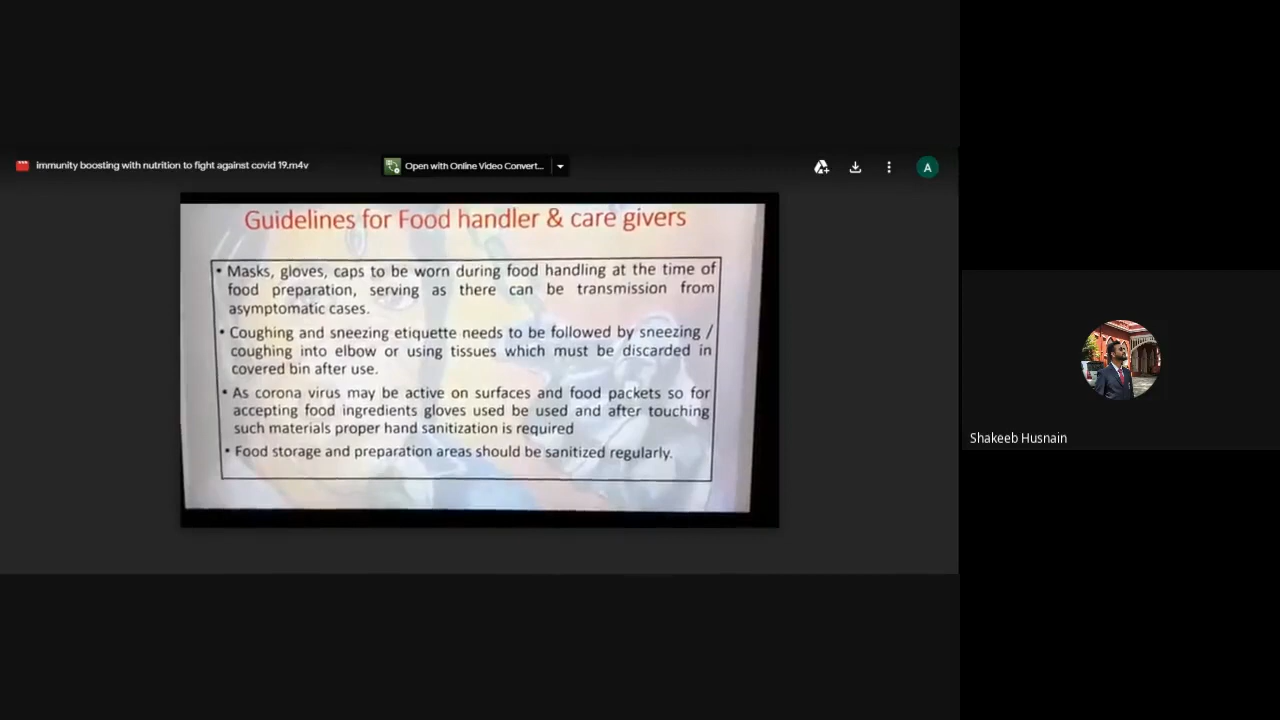 immunity boosting with nutrition to fight against covid 19.m4v
Open with Online Video Convert...
A
Guidelines for Food handler & care givers
• Masks, gloves, caps to be worn during food handling at the time of
food preparation, serving as there can be transmission from
asymptomatic cases.
• Coughing and sneezing etiquette needs to be followed by sneezing /
coughing into elbow or using tissues which must be discarded in
covered bin after use.
• As corona virus may be active on surfaces and food packets so for
accepting food ingredients gloves used be used and after touching
such materials proper hand sanitization is required
• Food storage and preparation areas should be sanitized regularly.
Shakeeb Husnain